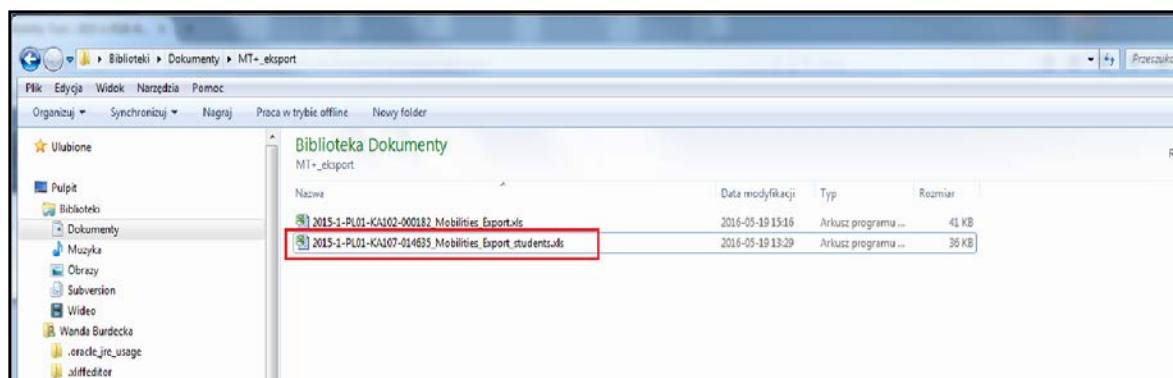 Biblioteki Dokumenty MT+_eksport
Przeszuka
Plik Edycja Widok Narzędzia Pomoc
Organizuj Synchronizuj Nagraj Praca w trybie offline Nowy folder
Ulubione
Pulpit
Biblioteki
Dokumenty
Muzyka
Obrazy
Subversion
Wideo
Wanda Burdecka
.oracle_jre_usage
.xliffeditor
Biblioteka Dokumenty
MT+_eksport
Nazwa Data modyfikacji Typ Rozmiar
2015-1-PL01-KA102-000182_Mobilities_Export.xls 2016-05-19 15:16 Arkusz programu ... 41 KB
2015-1-PL01-KA107-014635_Mobilities_Export_students.xls 2016-05-19 13:29 Arkusz programu ... 36 KB